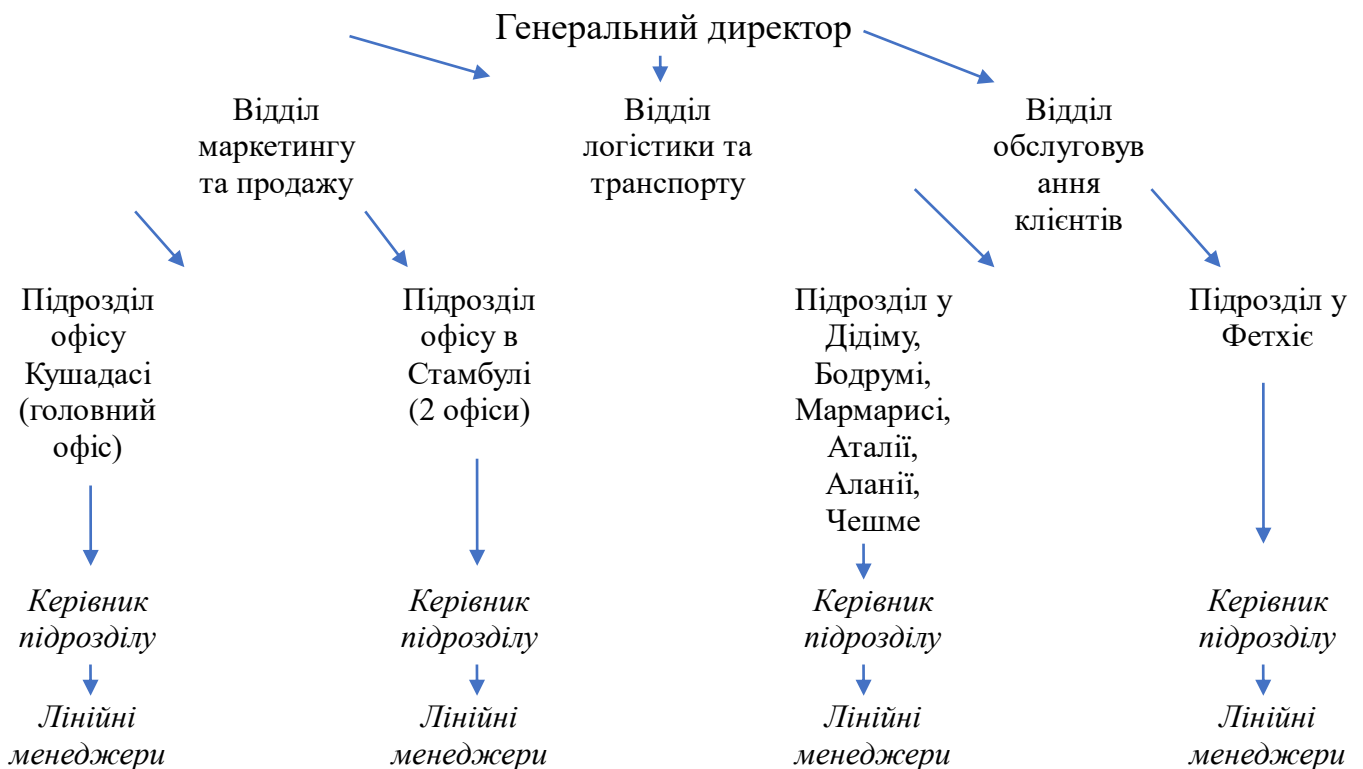 Генеральний директор
Відділ
маркетингу
та продажу
Відділ
логістики та
транспорту
Відділ
обслуговув
ання
клієнтів
Підрозділ
офісу
Кушадасі
(головний
офіс)
Підрозділ
офісу в
Стамбулі
(2 офіси)
Підрозділ у
Дідіму,
Бодрумі,
Мармарисі,
Аталії,
Аланії,
Чешме
Підрозділ у
Фетхіє
Керівник
підрозділу
Керівник
підрозділу
Керівник
підрозділу
Керівник
підрозділу
Лінійні
менеджери
Лінійні
менеджери
Лінійні
менеджери
Лінійні
менеджери